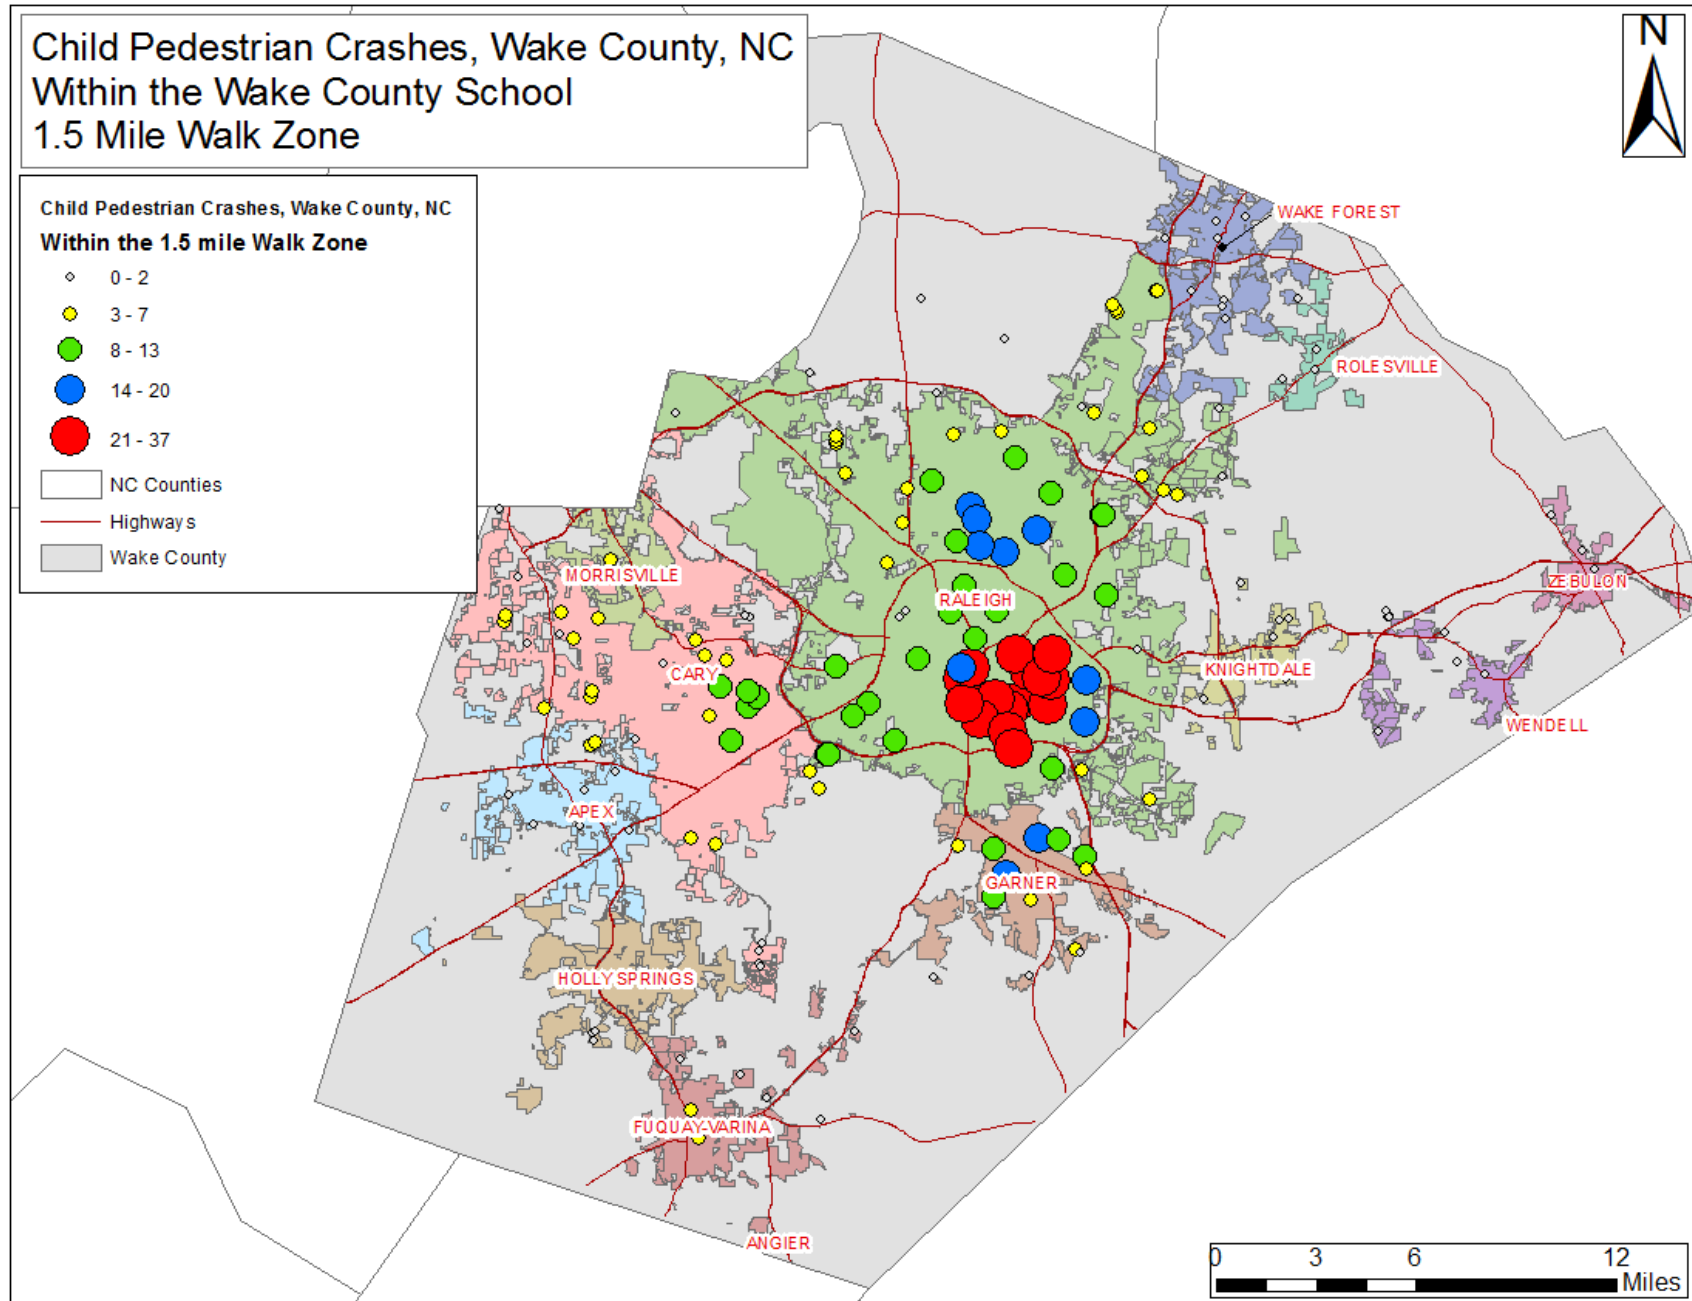 Child Pedestrian Crashes, Wake County, NC
Within the Wake County School
1.5 Mile Walk Zone
N
Child Pedestrian Crashes, Wake County, NC
Within the 1.5 mile Walk Zone
0 - 2
3 - 7
8 - 13
14 - 20
21 - 37
NC Counties
Highways
Wake County
WAKE FOREST
ROLESVILLE
MORRISVILLE
RALEIGH
ZEBULON
CARY
KNIGHTDALE
WENDELL
APEX
GARNER
HOLLY SPRINGS
FUQUAY-VARINA
ANGIER
0 3 6 12
Miles